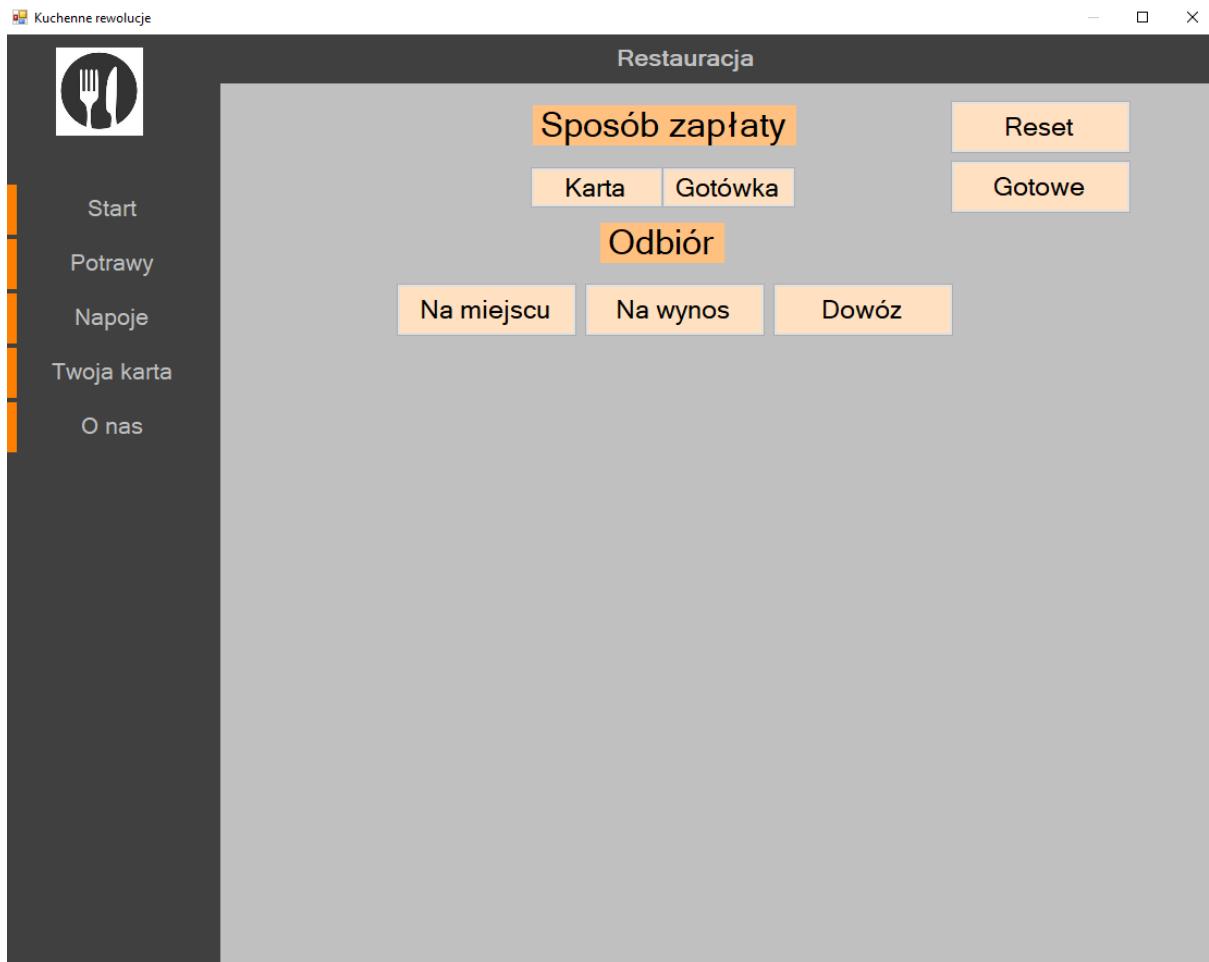 Kuchenne rewolucje
Restauracja
Start
Potrawy
Napoje
Twoja karta
O nas
Sposób zapłaty
Karta Gotówka
Odbiór
Na miejscu Na wynos Dowóz
Reset
Gotowe